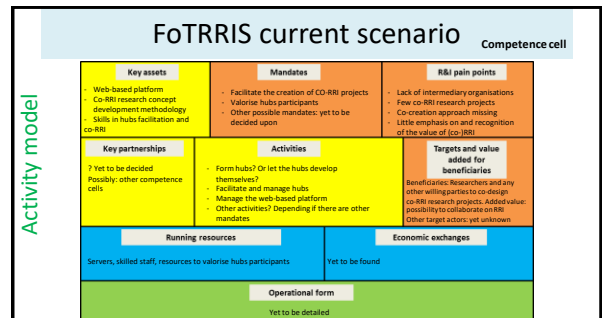 FoTRRIS current scenario
Competence cell
Activity model
Key assets
- Web-based platform
- Co-RRI research concept
development methodology
- Skills in hubs facilitation and
co-RRI
Mandates
- Facilitate the creation of CO-RRI projects
- Valorise hubs participants
- Other possible mandates: yet to be
decided upon
R&I pain points
- Lack of intermediary organisations
- Few co-RRI research projects
- Co-creation approach missing
- Little emphasis on and recognition
of the value of (co-)RRI
Key partnerships
? Yet to be decided
Possibly: other competence
cells
Activities
- Form hubs? Or let the hubs develop
themselves?
- Facilitate and manage hubs
- Manage the web-based platform
- Other activities? Depending if there are other
mandates
Targets and value
added for
beneficiaries
Beneficiaries: Researchers and any
other willing parties to co-design
co-RRI research projects. Added value:
possibility to collaborate on RRI
Other target actors: yet unknown
Running resources
Servers, skilled staff, resources to valorise hubs participants
Economic exchanges
Yet to be found
Operational form
Yet to be detailed